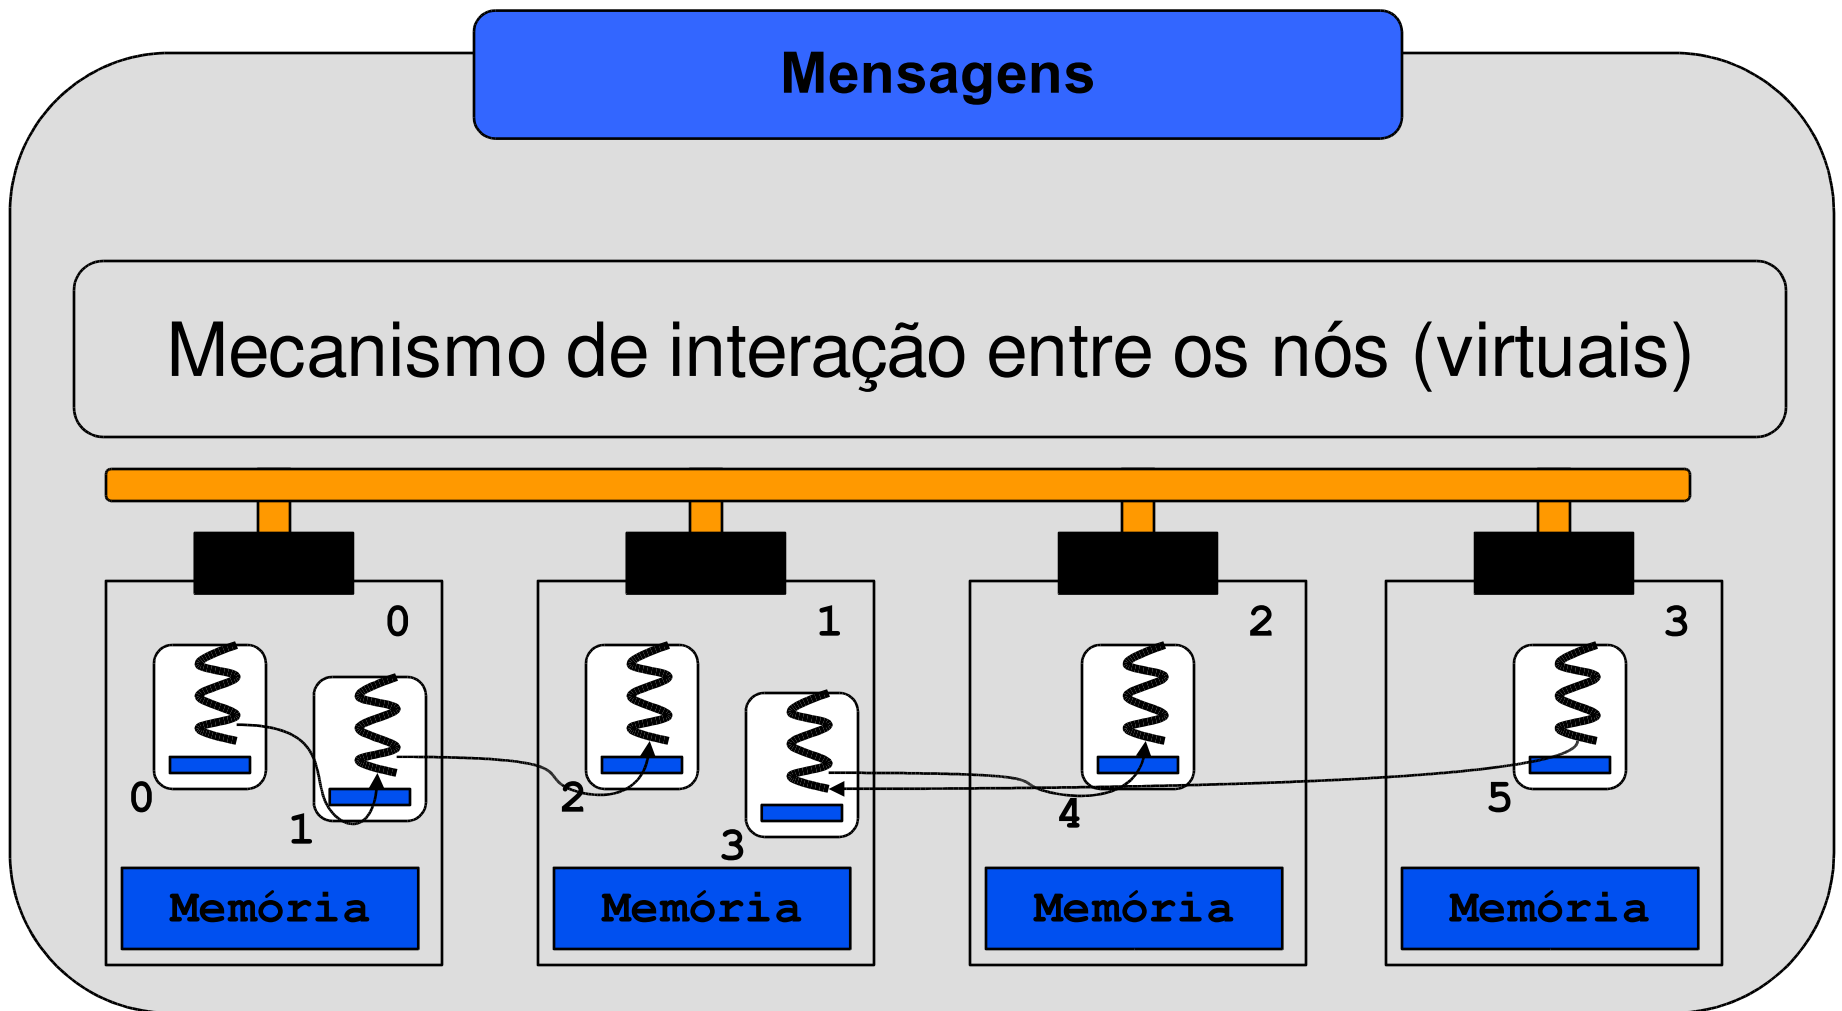 Mensagens
Mecanismo de interação entre os nós (virtuais)
0 1 2 3
0 1 2 3 4 5
Memória Memória Memória Memória